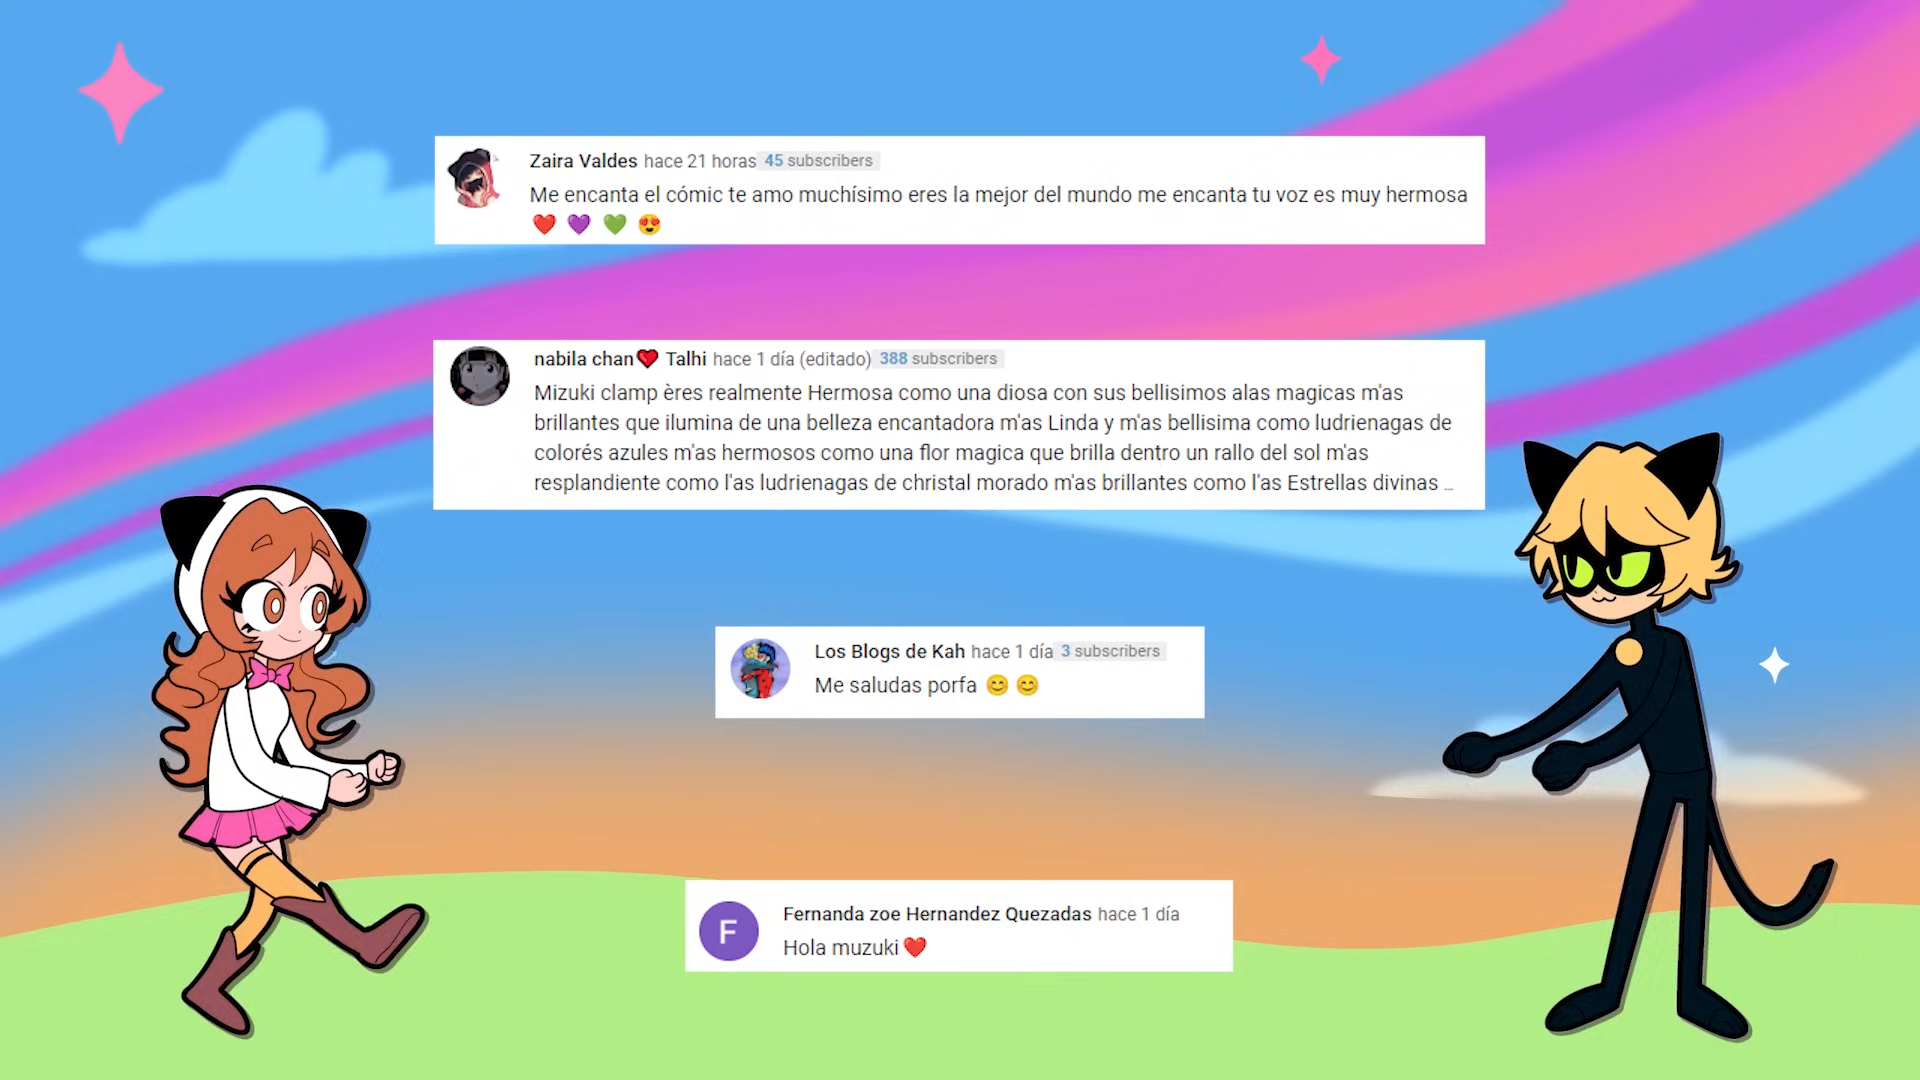 Zaira Valdes hace 21 horas 45 subscribers
Me encanta el cómic te amo muchísimo eres la mejor del mundo me encanta tu voz es muy hermosa
❤️ 💜 💚 😍
nabila chan❤️ Talhi hace 1 día (editado) 388 subscribers
Mizuki clamp ères realmente Hermosa como una diosa con sus bellisimos alas magicas m'as
brillantes que ilumina de una belleza encantadora m'as Linda y m'as bellisima como ludrienagas de
colorés azules m'as hermosos como una flor magica que brilla dentro un rallo del sol m'as
resplandiente como l'as ludrienagas de christal morado m'as brillantes como l'as Estrellas divinas ...
Los Blogs de Kah hace 1 día 3 subscribers
Me saludas porfa 😊 😊
F
Fernanda zoe Hernandez Quezadas hace 1 día
Hola muzuki❤️